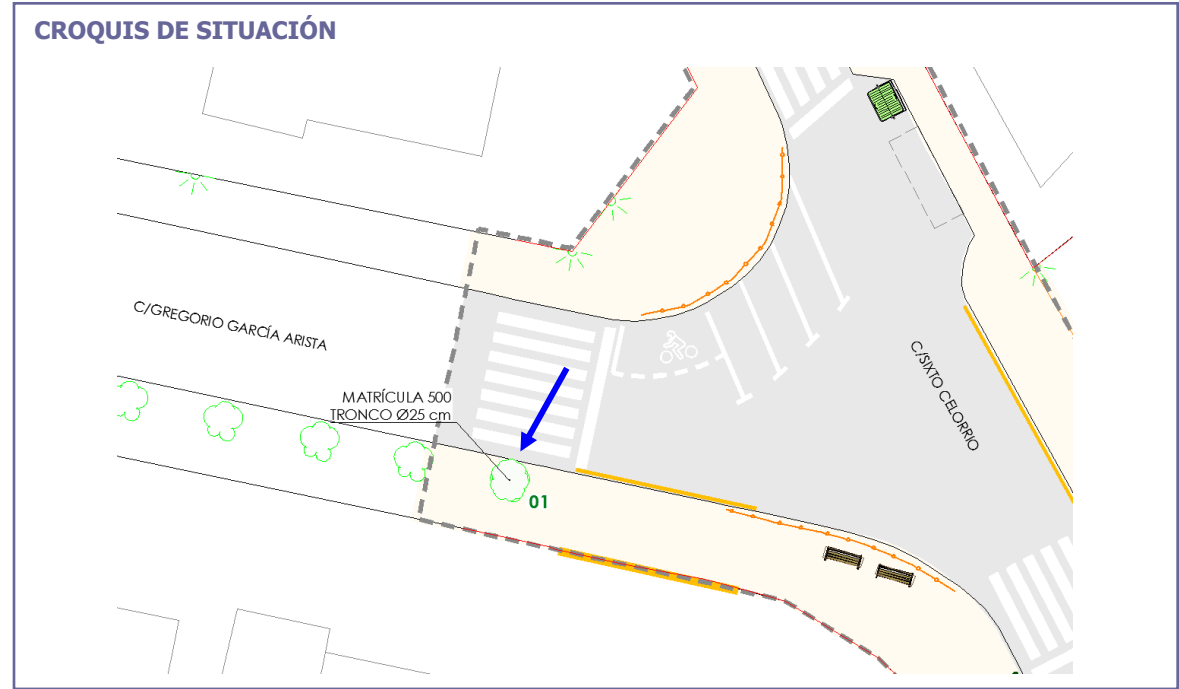 CROQUIS DE SITUACIÓN
C/GREGORIO GARCÍA ARISTA
MATRÍCULA 500
TRONCO Ø25 cm
C/SIXTO CELORRIO
01